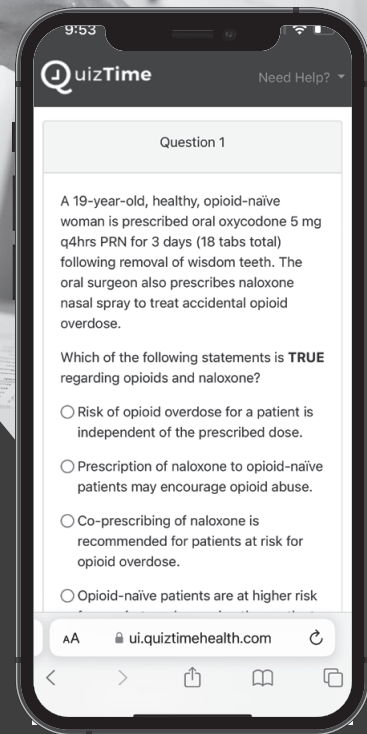 9:53
QuizTime
Need Help?
Question 1
A 19-year-old, healthy, opioid-naïve
woman is prescribed oral oxycodone 5 mg
q4hrs PRN for 3 days (18 tabs total)
following removal of wisdom teeth. The
oral surgeon also prescribes naloxone
nasal spray to treat accidental opioid
overdose.
Which of the following statements is TRUE
regarding opioids and naloxone?
Risk of opioid overdose for a patient is
independent of the prescribed dose.
Prescription of naloxone to opioid-naïve
patients may encourage opioid abuse.
Co-prescribing of naloxone is
recommended for patients at risk for
opioid overdose.
Opioid-naïve patients are at higher risk
AA ui.quiztimehealth.com